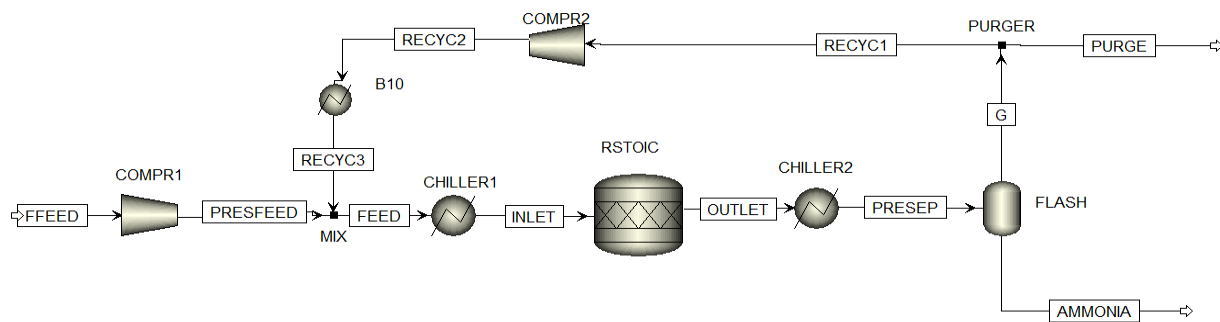 COMPR2
PURGER
RECYC2
RECYC1
PURGE
B10
G
RSTOIC
RECYC3
COMPR1
CHILLER1
CHILLER2
FFEED
PRESFEED
FEED
INLET
OUTLET
PRESEP
FLASH
MIX
AMMONIA